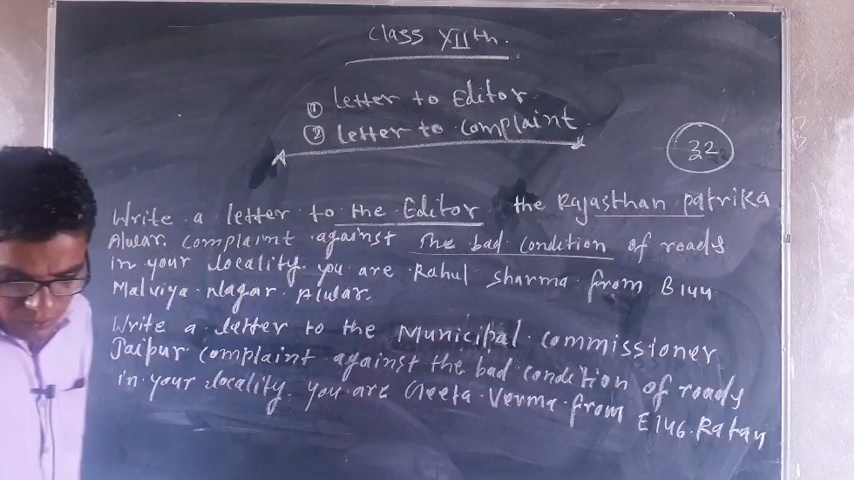 Class XIIth.
① letter to Editor.
② letter to complaint
32
Write a letter to the Editor. the Rajasthan patrika
Alwar. complaint against the bad condition of roads
in your locality. you are Rahul sharma from B144
Malviya Nagar. Alwar.
Write a letter to the Municipal commissioner
Jaipur complaint against the bad condition of roads
in your locality. you are Geeta Verma from E146. Ratan